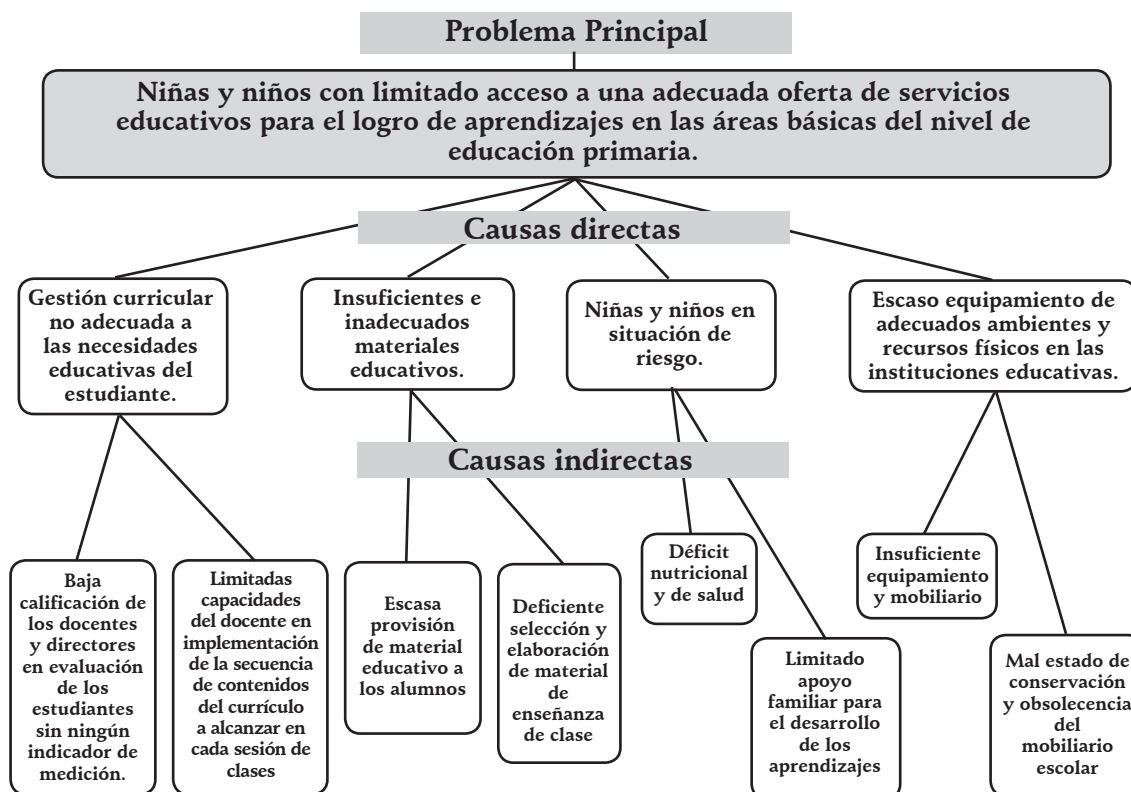 Problema Principal
Niñas y niños con limitado acceso a una adecuada oferta de servicios
educativos para el logro de aprendizajes en las áreas básicas del nivel de
educación primaria.
Causas directas
Gestión curricular
no adecuada a
las necesidades
educativas del
estudiante.
Insuficientes e
inadecuados
materiales
educativos.
Niñas y niños en
situación de
riesgo.
Escaso equipamiento de
adecuados ambientes y
recursos físicos en las
instituciones educativas.
Causas indirectas
Baja
calificación de
los docentes
y directores
en evaluación
de los
estudiantes
sin ningún
indicador de
medición.
Limitadas
capacidades
del docente en
implementación
de la secuencia
de contenidos
del currículo
a alcanzar en
cada sesión de
clases
Escasa
provisión
de material
educativo a
los alumnos
Deficiente
selección y
elaboración
de material
de
enseñanza
de clase
Déficit
nutricional
y de salud
Limitado
apoyo
familiar para
el desarrollo
de los
aprendizajes
Insuficiente
equipamiento
y mobiliario
Mal estado de
conservación
y obsolecencia
del
mobiliario
escolar